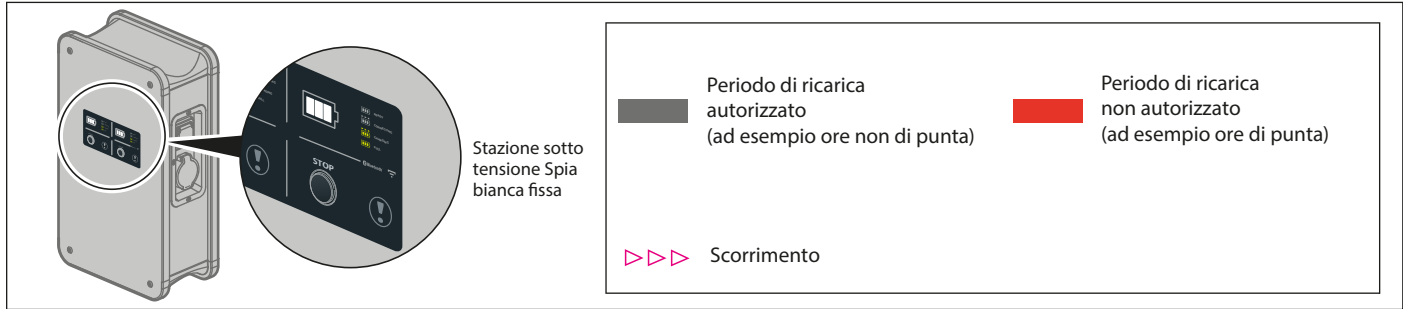 STOP
Bluetooth
Stazione sotto
tensione Spia
bianca fissa
Periodo di ricarica
autorizzato
(ad esempio ore non di punta)
Periodo di ricarica
non autorizzato
(ad esempio ore di punta)
Scorrimento